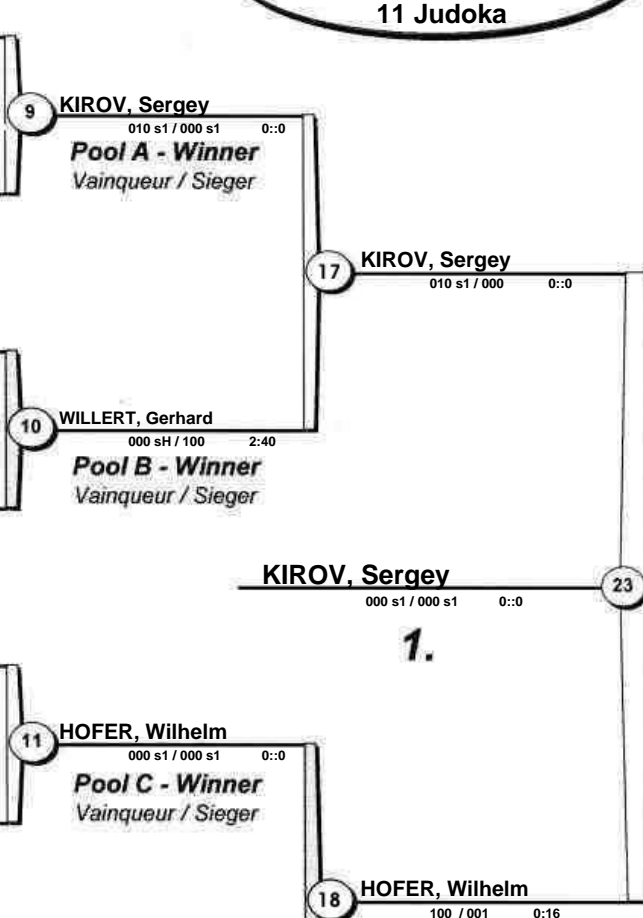 11 Judoka
9
KIROV, Sergey
010 s1 / 000 s1 0::0
Pool A - Winner
Vainqueur / Sieger
17
KIROV, Sergey
010 s1 / 000 0::0
10
WILLERT, Gerhard
000 sH / 100 2:40
Pool B - Winner
Vainqueur / Sieger
KIROV, Sergey
000 s1 / 000 s1 0::0
23
1.
11
HOFER, Wilhelm
000 s1 / 000 s1 0::0
Pool C - Winner
Vainqueur / Sieger
18
HOFER, Wilhelm
100 / 001 0:16